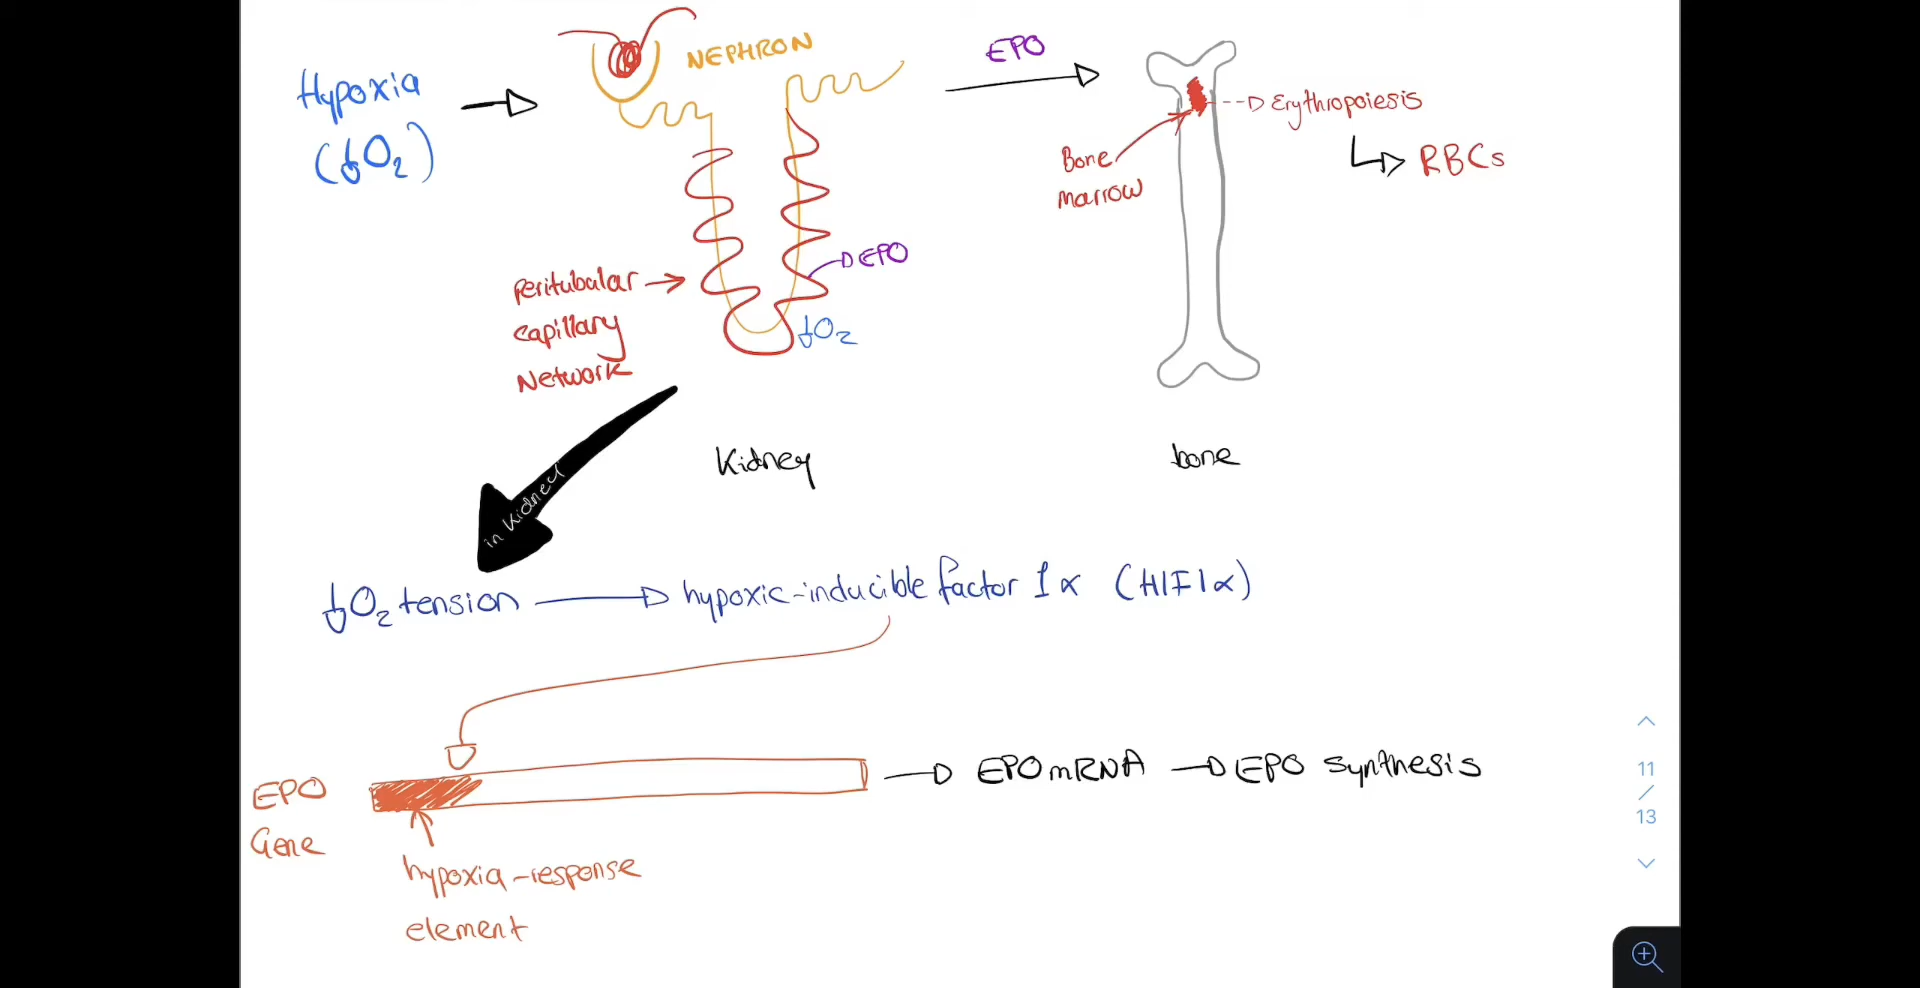 Hypoxia
(↓O₂)
NEPHRON
EPO
Erythropoiesis
RBCs
Bone
marrow
EPO
↓O₂
peritubular
capillary
Network
Kidney
bone
in Kidney
↓O₂ tension → hypoxic-inducible factor 1α (HIF1α)
EPO
Gene
→ EPO mRNA → EPO synthesis
hypoxia-response
element
11
/
13